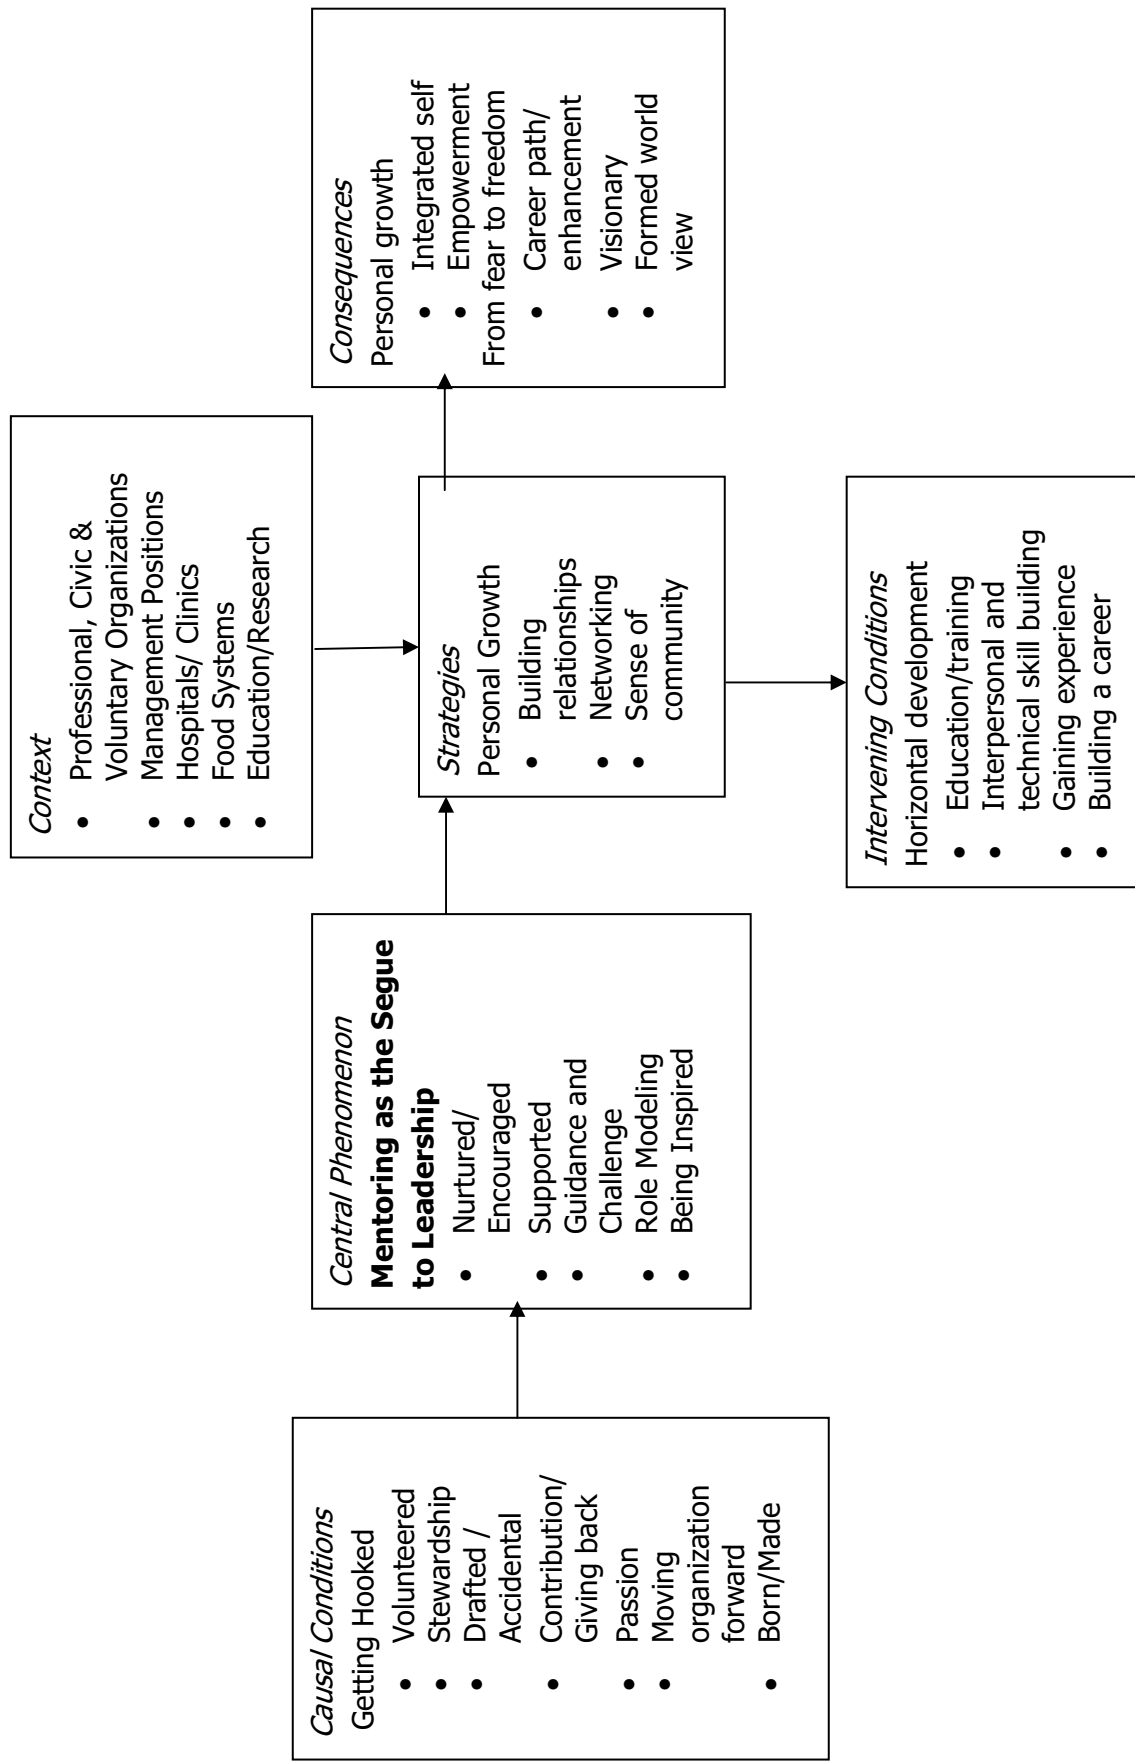 Causal Conditions
Getting Hooked
• Volunteered
• Stewardship
• Drafted /
Accidental
• Contribution/
Giving back
• Passion
• Moving
organization
forward
• Born/Made
Central Phenomenon
Mentoring as the Segue
to Leadership
• Nurtured/
Encouraged
• Supported
• Guidance and
Challenge
• Role Modeling
• Being Inspired
Context
• Professional, Civic &
Voluntary Organizations
• Management Positions
• Hospitals/ Clinics
• Food Systems
• Education/Research
Strategies
Personal Growth
• Building
relationships
• Networking
• Sense of
community
Intervening Conditions
Horizontal development
• Education/training
• Interpersonal and
technical skill building
• Gaining experience
• Building a career
Consequences
Personal growth
• Integrated self
• Empowerment
From fear to freedom
• Career path/
enhancement
• Visionary
• Formed world
view